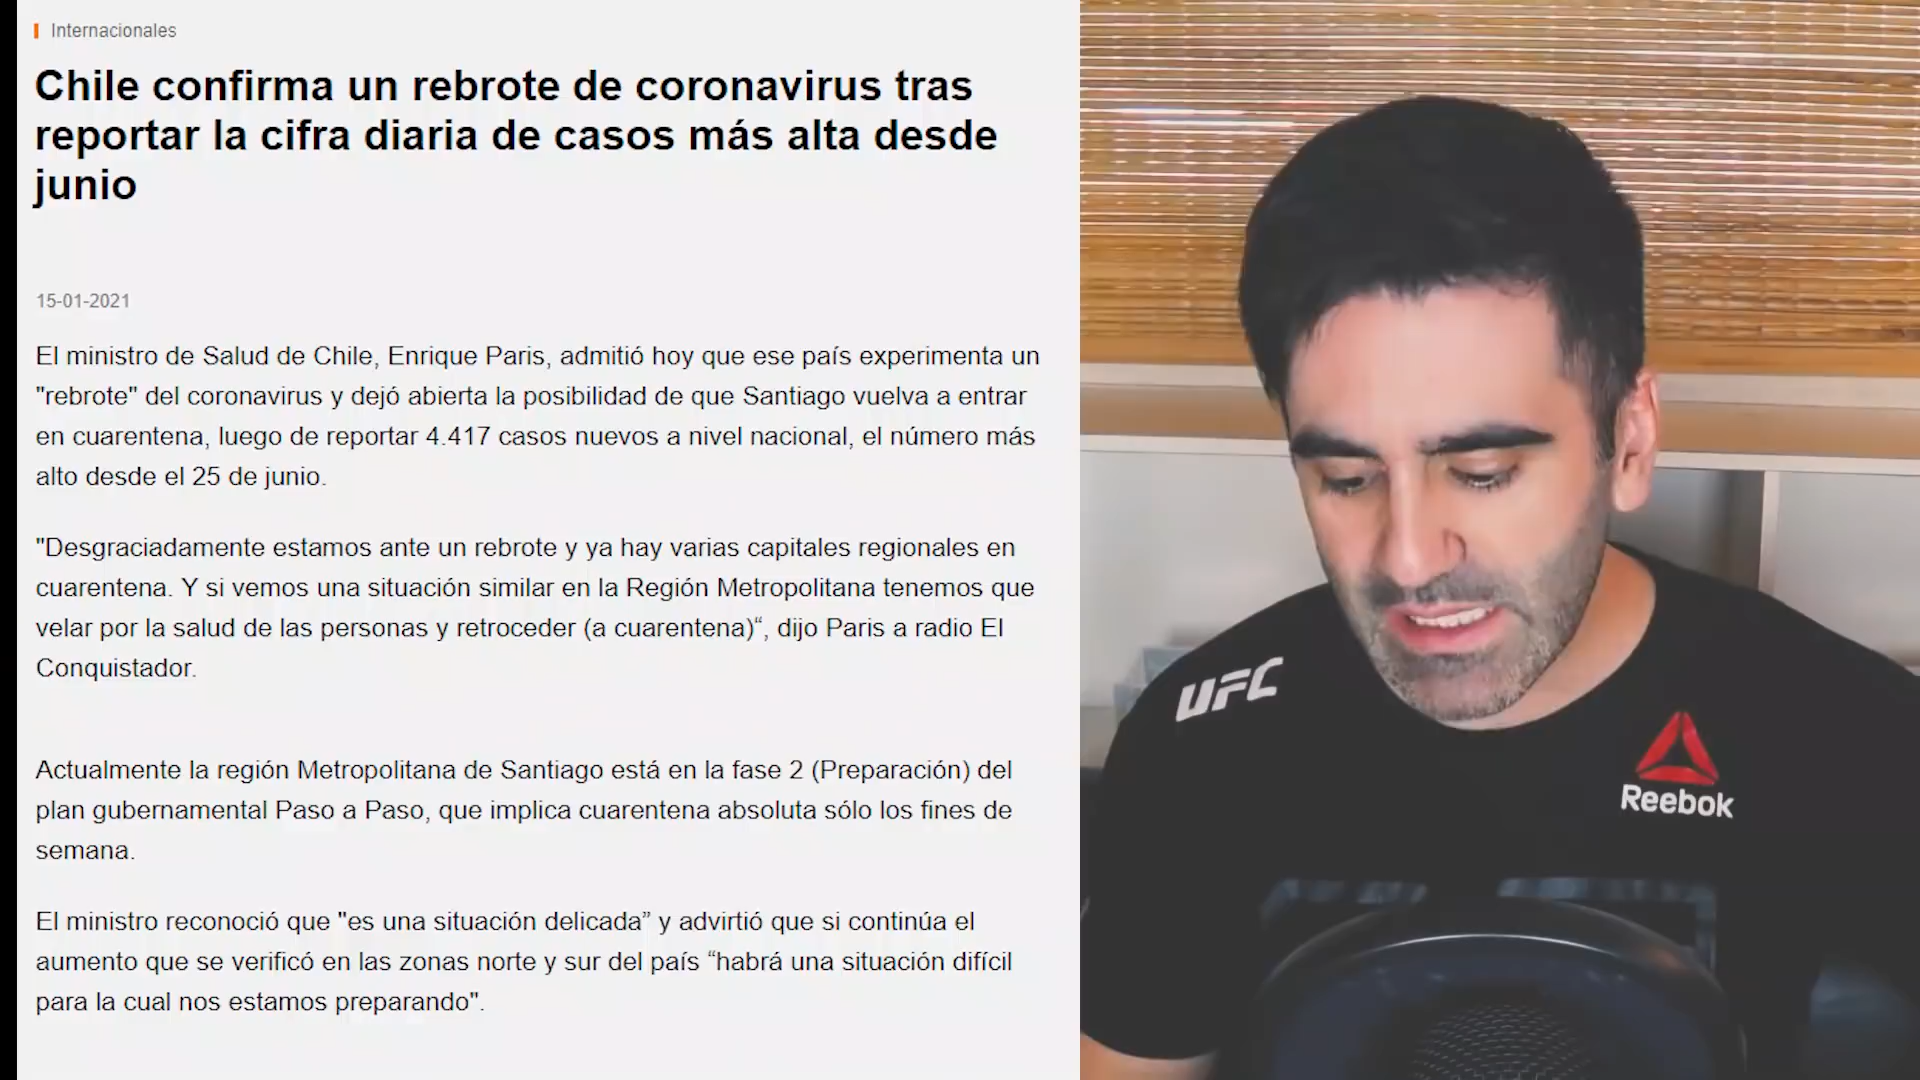 Internacionales
Chile confirma un rebrote de coronavirus tras
reportar la cifra diaria de casos más alta desde
junio
15-01-2021
El ministro de Salud de Chile, Enrique Paris, admitió hoy que ese país experimenta un
"rebrote" del coronavirus y dejó abierta la posibilidad de que Santiago vuelva a entrar
en cuarentena, luego de reportar 4.417 casos nuevos a nivel nacional, el número más
alto desde el 25 de junio.
"Desgraciadamente estamos ante un rebrote y ya hay varias capitales regionales en
cuarentena. Y si vemos una situación similar en la Región Metropolitana tenemos que
velar por la salud de las personas y retroceder (a cuarentena)“, dijo Paris a radio El
Conquistador.
Actualmente la región Metropolitana de Santiago está en la fase 2 (Preparación) del
plan gubernamental Paso a Paso, que implica cuarentena absoluta sólo los fines de
semana.
El ministro reconoció que "es una situación delicada” y advirtió que si continúa el
aumento que se verificó en las zonas norte y sur del país “habrá una situación difícil
para la cual nos estamos preparando".
UFC
Reebok